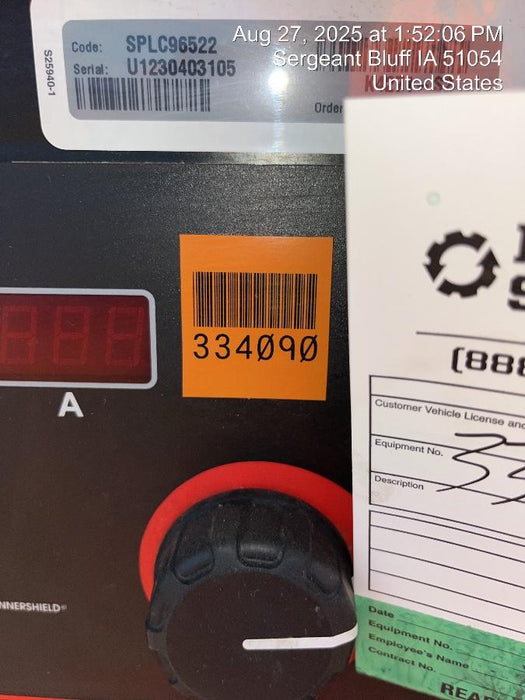 Aug 27, 2025 at 1:52:06 PM
Sergeant Bluff IA 51054
United States
S25940-1
Code: SPLC96522
Serial: U1230403105
Order
334090
A
(888
Customer Vehicle License and
Equipment No.
Description
NNERSHIELD®
Date
Equipment No.
Employee's Name
Contract No.